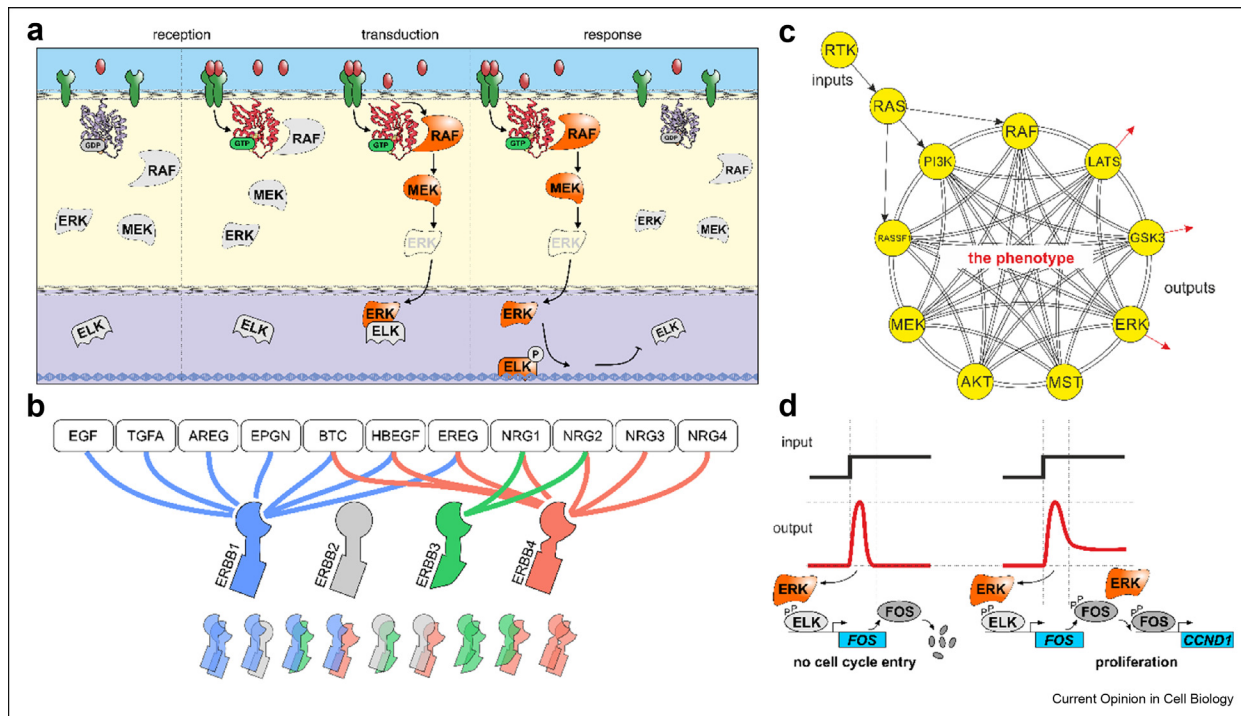 a
reception transduction response
GDP
RAF
ERK
MEK
GTP
RAF
MEK
ERK
GTP
RAF
MEK
ERK
GTP
RAF
MEK
ERK
GDP
RAF
ERK
MEK
ELK
ELK
ERK
ELK
ERK
ELK
P
ELK
b
EGF TGFA AREG EPGN BTC HBEGF EREG NRG1 NRG2 NRG3 NRG4
ERBB1 ERBB2 ERBB3 ERBB4
c
RTK
inputs
RAS
RAF
PI3K LATS
RASSF1 GSK3
the phenotype
outputs
MEK ERK
AKT MST
d
input
output
ERK ERK ERK
PP ELK FOS FOS
no cell cycle entry
PP ELK FOS PP FOS PP FOS CCND1
proliferation
Current Opinion in Cell Biology